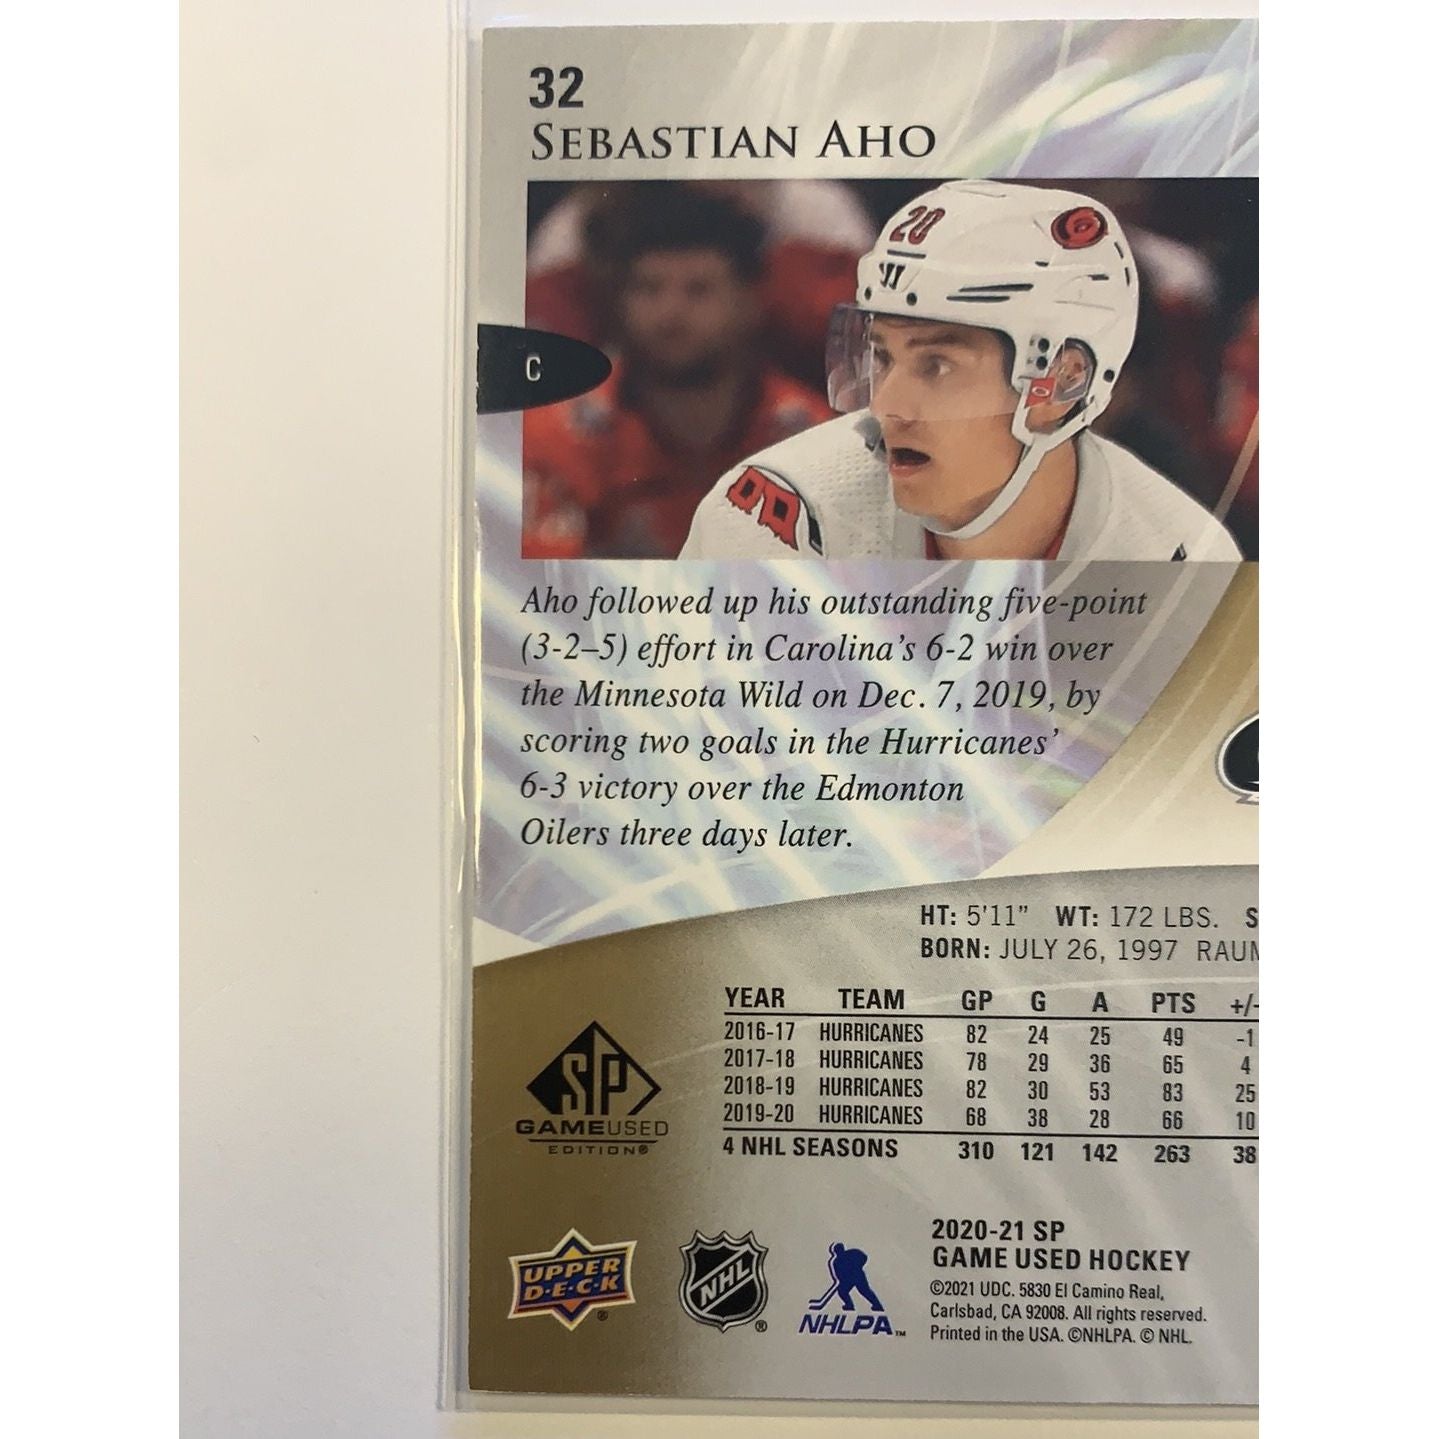 32
SEBASTIAN AHO
20
C
Aho followed up his outstanding five-point
(3-2–5) effort in Carolina's 6-2 win over
the Minnesota Wild on Dec. 7, 2019, by
scoring two goals in the Hurricanes'
6-3 victory over the Edmonton
Oilers three days later.
HT: 5'11" WT: 172 LBS. S
BORN: JULY 26, 1997 RAUM
YEAR TEAM GP G A PTS +/-
2016-17 HURRICANES 82 24 25 49 -1
2017-18 HURRICANES 78 29 36 65 4
2018-19 HURRICANES 82 30 53 83 25
2019-20 HURRICANES 68 38 28 66 10
4 NHL SEASONS 310 121 142 263 38
SP
GAMEUSED
EDITION®
UPPER
D·E·C·K
®
NHL
®
NHLPA™
2020-21 SP
GAME USED HOCKEY
©2021 UDC. 5830 El Camino Real,
Carlsbad, CA 92008. All rights reserved.
Printed in the USA. ©NHLPA. © NHL.